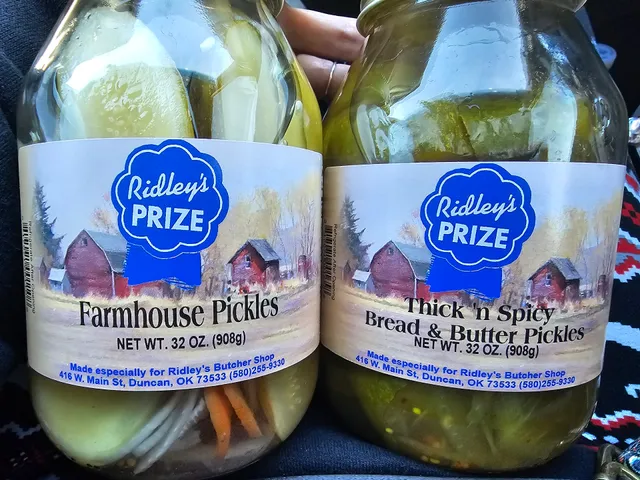 Ridley's
PRIZE
Farmhouse Pickles
NET WT. 32 OZ. (908g)
Made especially for Ridley's Butcher Shop
416 W. Main St, Duncan, OK 73533 (580)255-9330
Ridley's
PRIZE
Thick 'n Spicy
Bread & Butter Pickles
NET WT. 32 OZ. (908g)
Made especially for Ridley's Butcher Shop
416 W. Main St, Duncan, OK 73533 (580)255-9330